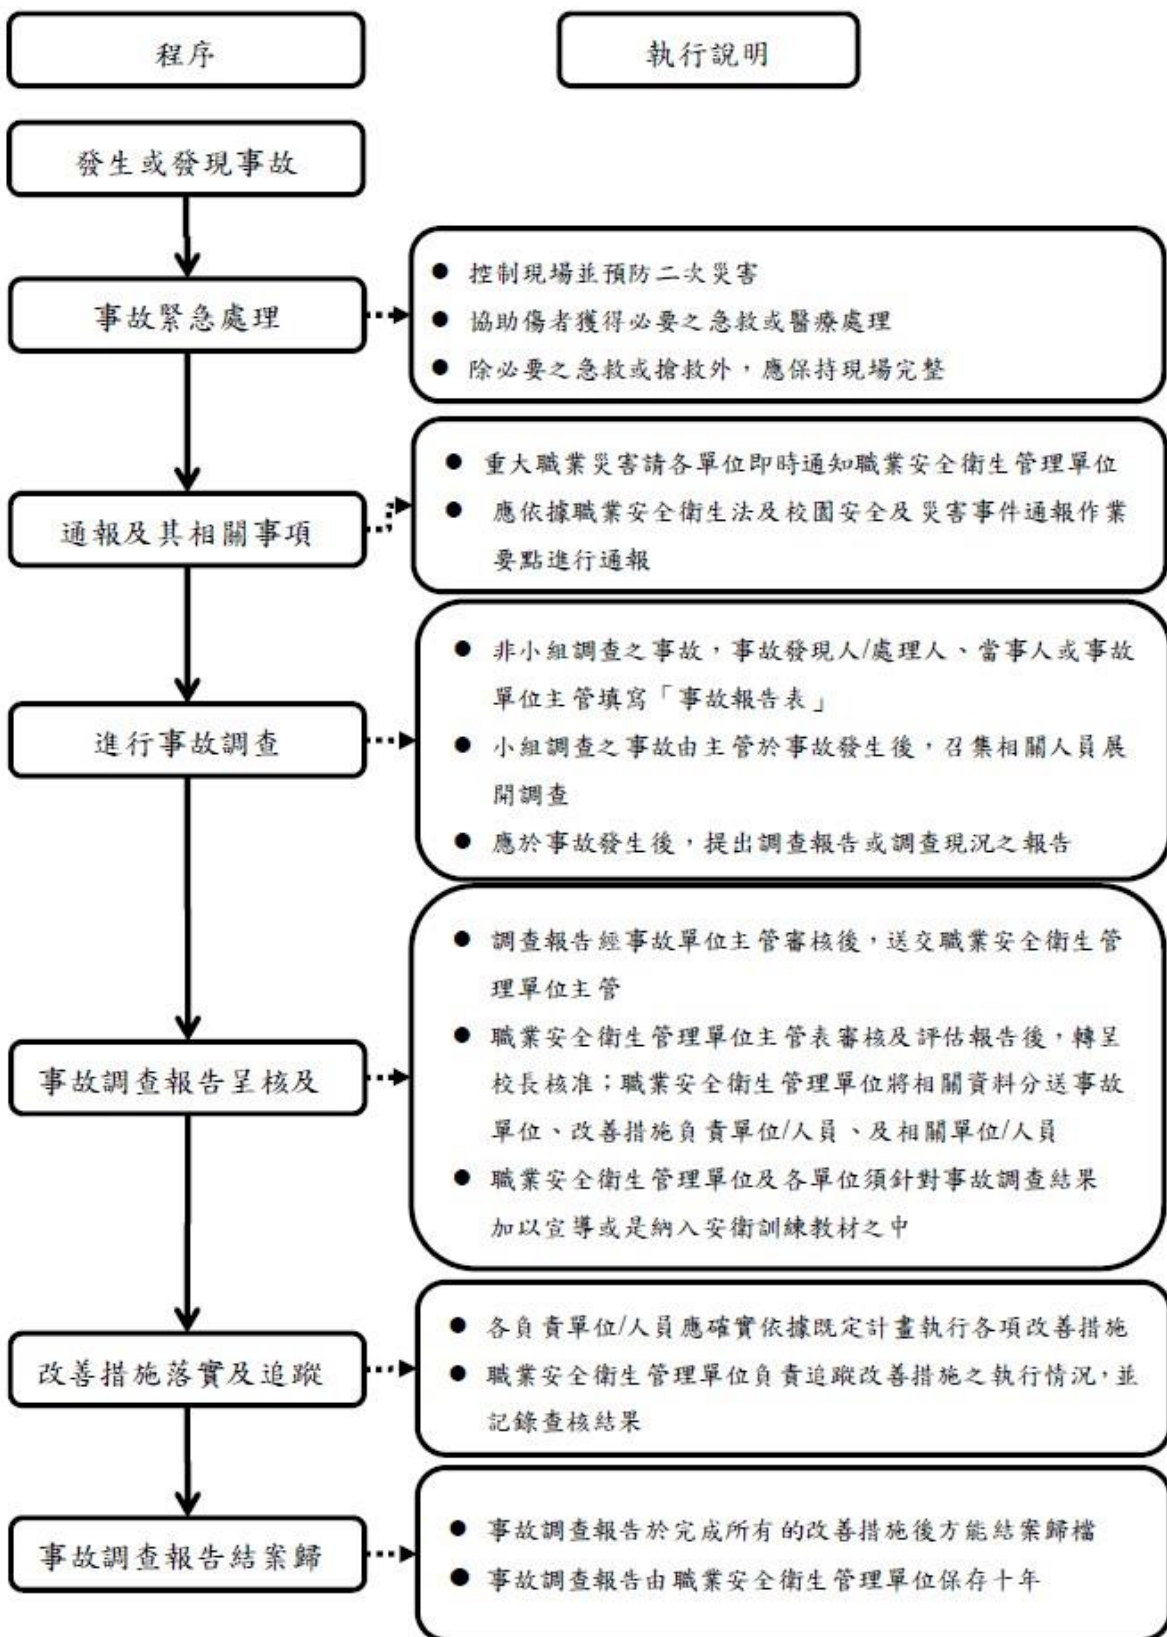 程序
執行說明
發生或發現事故
事故緊急處理
● 控制現場並預防二次災害
● 協助傷者獲得必要之急救或醫療處理
● 除必要之急救或搶救外，應保持現場完整
通報及其相關事項
● 重大職業災害請各單位即時通知職業安全衛生管理單位
● 應依據職業安全衛生法及校園安全及災害事件通報作業
要點進行通報
進行事故調查
● 非小組調查之事故，事故發現人/處理人、當事人或事故
單位主管填寫「事故報告表」
● 小組調查之事故由主管於事故發生後，召集相關人員展
開調查
● 應於事故發生後，提出調查報告或調查現況之報告
事故調查報告呈核及
● 調查報告經事故單位主管審核後，送交職業安全衛生管
理單位主管
● 職業安全衛生管理單位主管表審核及評估報告後，轉呈
校長核准；職業安全衛生管理單位將相關資料分送事故
單位、改善措施負責單位/人員、及相關單位/人員
● 職業安全衛生管理單位及各單位須針對事故調查結果
加以宣導或是納入安衛訓練教材之中
改善措施落實及追蹤
● 各負責單位/人員應確實依據既定計畫執行各項改善措施
● 職業安全衛生管理單位負責追蹤改善措施之執行情況，並
記錄查核結果
事故調查報告結案歸
● 事故調查報告於完成所有的改善措施後方能結案歸檔
● 事故調查報告由職業安全衛生管理單位保存十年